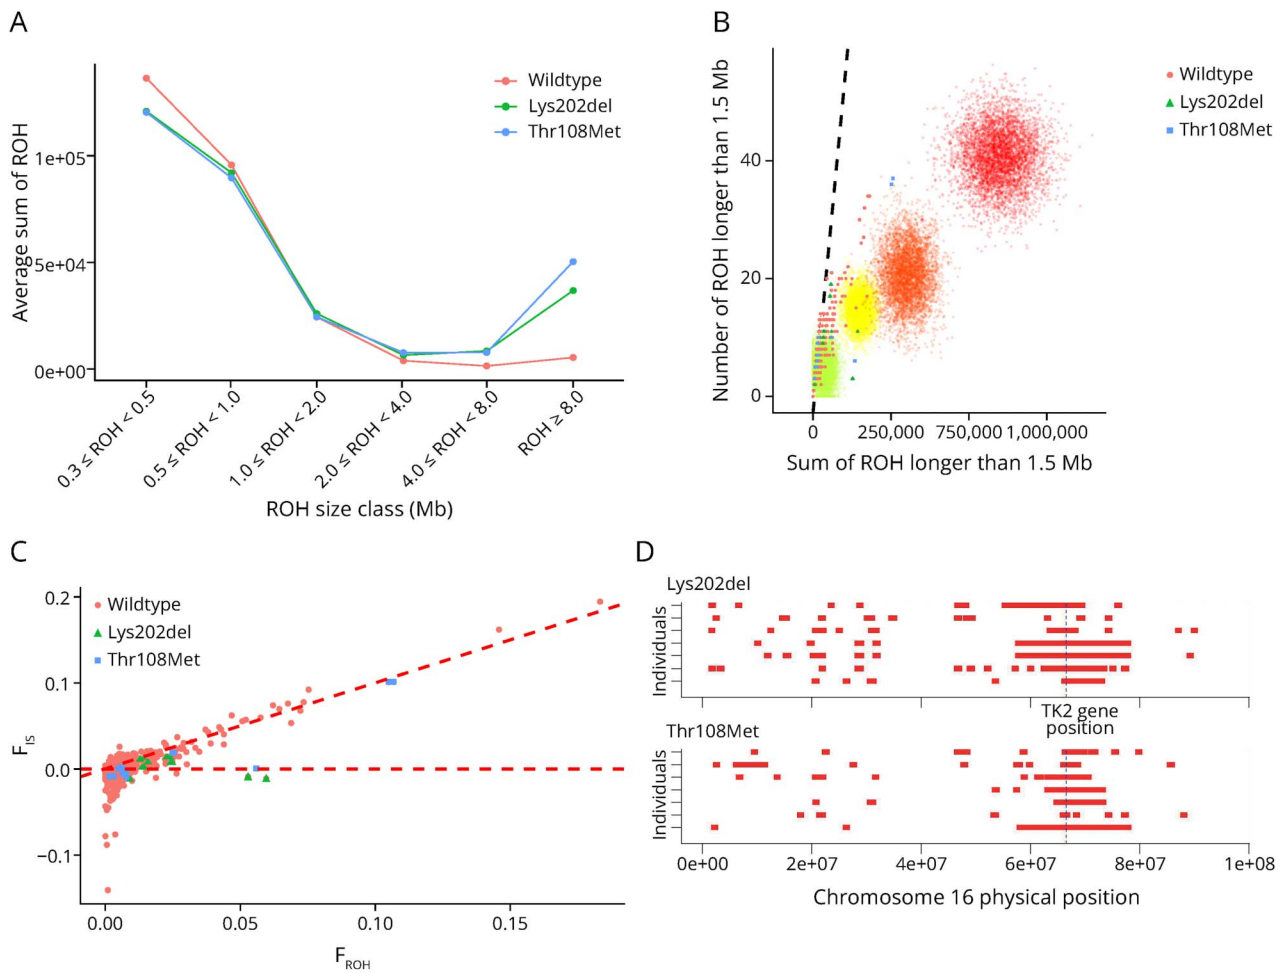 A
Average sum of ROH
1e+05
5e+04
0e+00
Wildtype
Lys202del
Thr108Met
0.3 ≤ ROH < 0.5
0.5 ≤ ROH < 1.0
1.0 ≤ ROH < 2.0
2.0 ≤ ROH < 4.0
4.0 ≤ ROH < 8.0
ROH ≥ 8.0
ROH size class (Mb)
B
Number of ROH longer than 1.5 Mb
40
20
0
Wildtype
Lys202del
Thr108Met
0
250,000
750,000
1,000,000
Sum of ROH longer than 1.5 Mb
C
F_IS
0.2
0.1
0.0
−0.1
Wildtype
Lys202del
Thr108Met
0.00
0.05
0.10
0.15
F_ROH
D
Lys202del
Individuals
TK2 gene
position
Thr108Met
Individuals
0e+00
2e+07
4e+07
6e+07
8e+07
1e+08
Chromosome 16 physical position